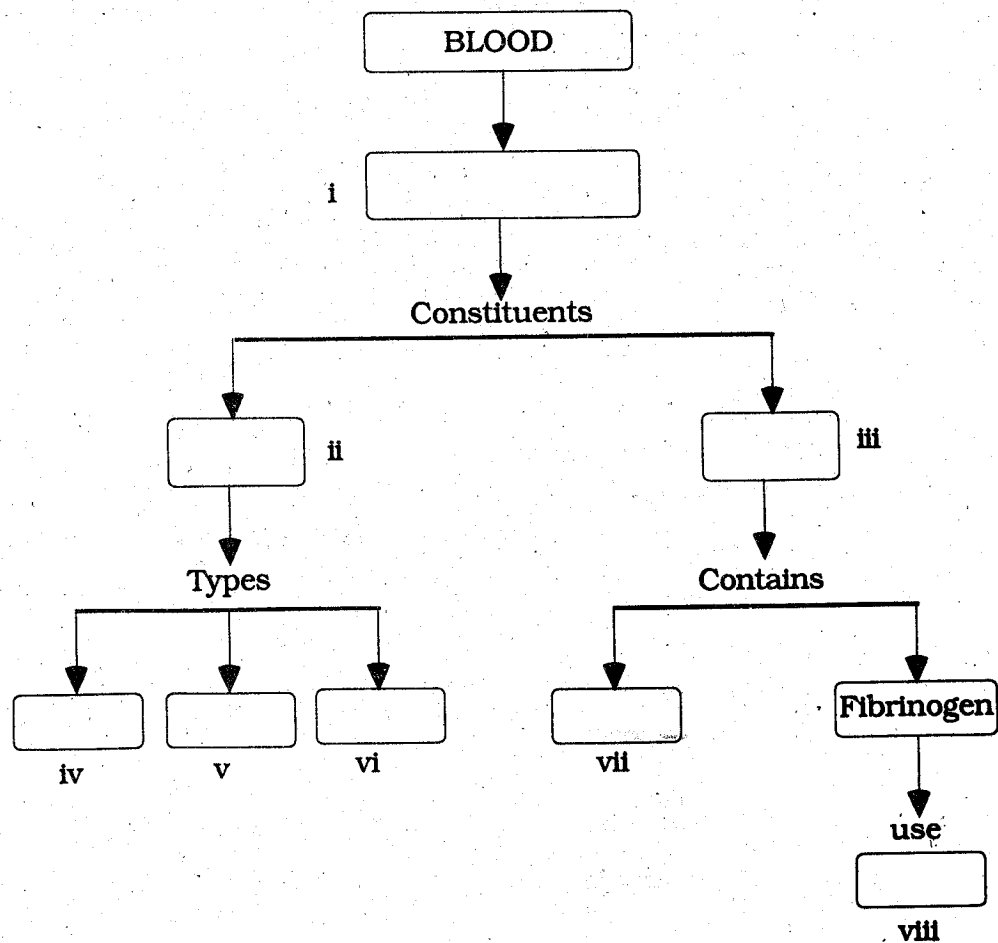 BLOOD
i
Constituents
ii
iii
Types
Contains
Fibrinogen
iv
v
vi
vii
use
viii